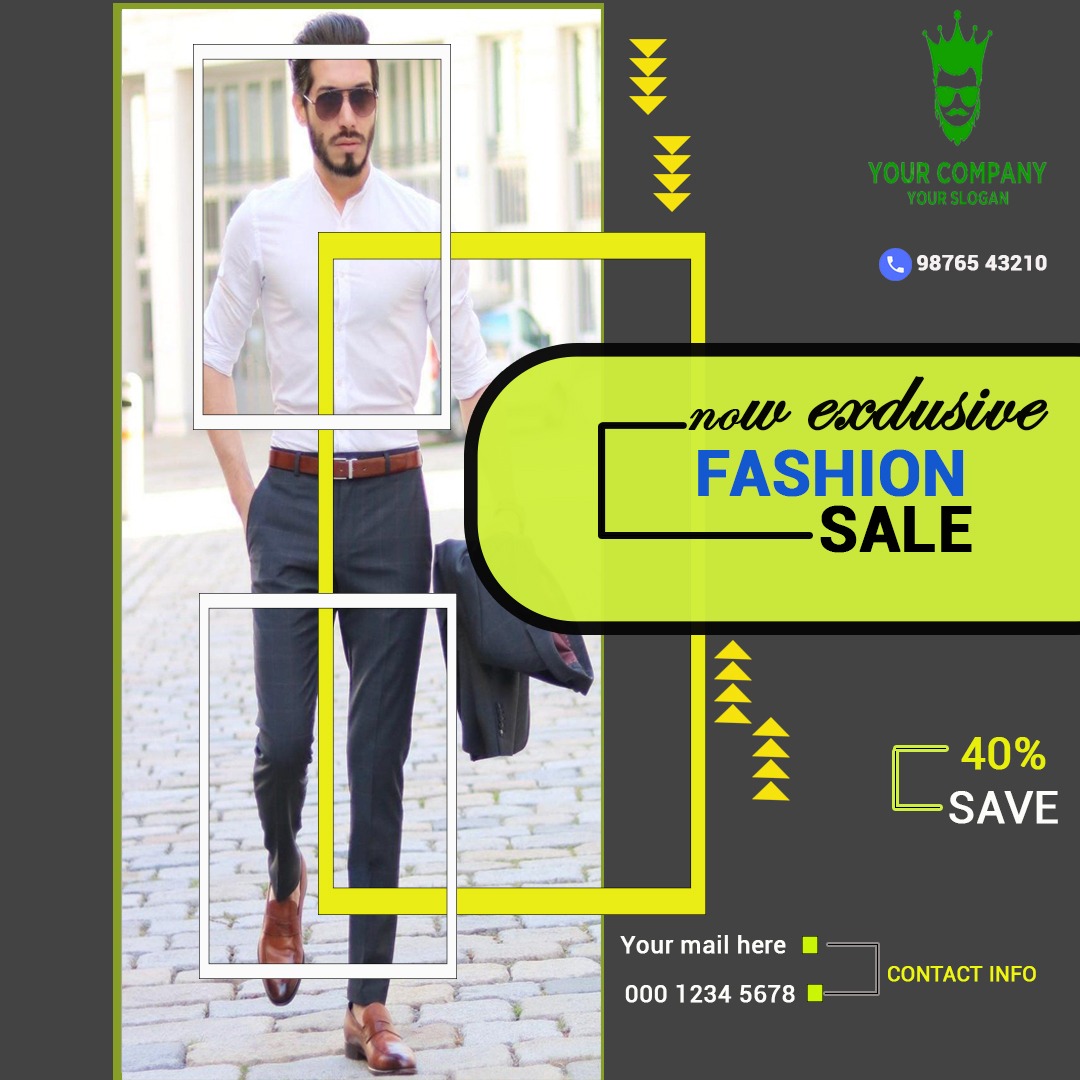 YOUR COMPANY
YOUR SLOGAN
98765 43210
now exdusive
FASHION
SALE
40%
SAVE
Your mail here
000 1234 5678
CONTACT INFO